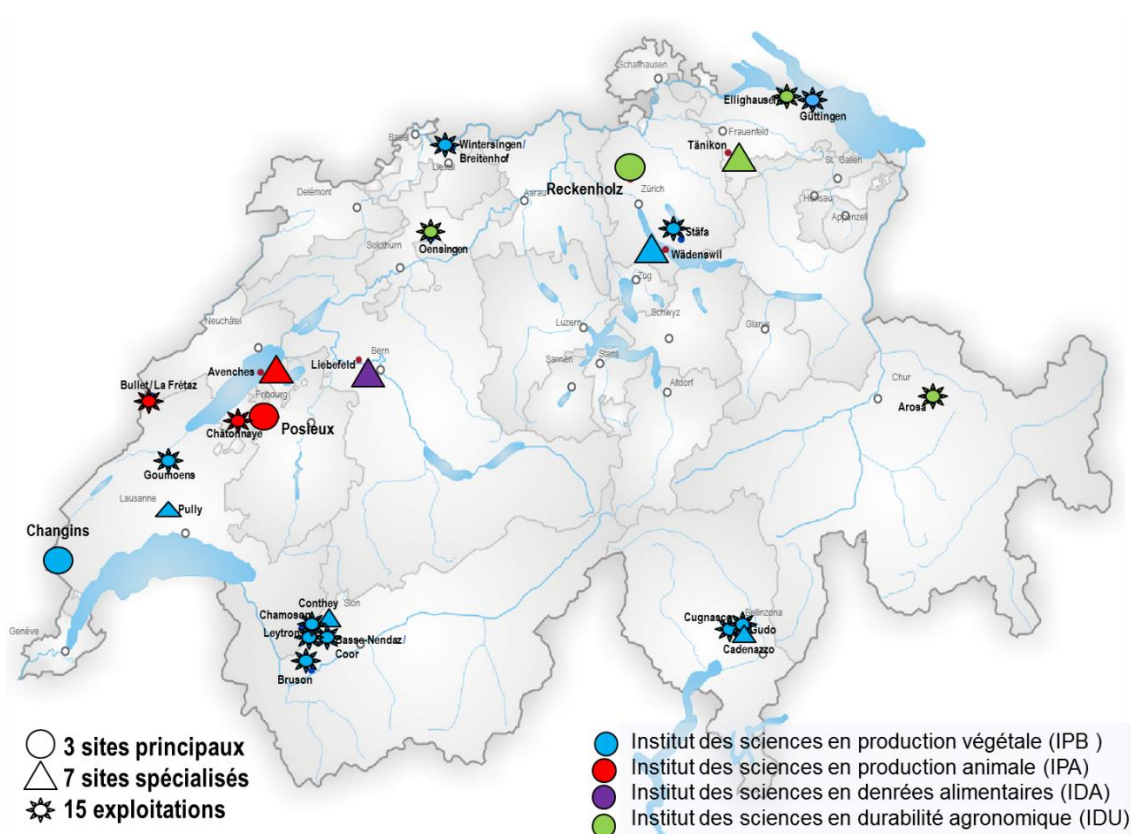 Schaffhausen
Ellighausen
Güttingen
Basel
Wintersingen/
Breitenhof
Liestal
Frauenfeld
Tänikon
St. Gallen
Herisau
Appenzell
Reckenholz
Zürich
Delémont
Aarau
Stäfa
Oensingen
Solothurn
Wädenswil
Zug
Neuchâtel
Luzern
Schwyz
Glarus
Liebefeld
Bern
Sarnen
Stans
Avenches
Bullet/La Frétaz
Fribourg
Altdorf
Chur
Arosa
Châtonnaye
Posieux
Goumoens
Lausanne
Pully
Changins
Conthey
Sion
Chamoson
Leytron
Basse-Nendaz/
Coor
Bruson
Genève
Cugnasco
Bellinzona
Gudo
Cadenazzo
3 sites principaux
7 sites spécialisés
15 exploitations
Institut des sciences en production végétale (IPB )
Institut des sciences en production animale (IPA)
Institut des sciences en denrées alimentaires (IDA)
Institut des sciences en durabilité agronomique (IDU)